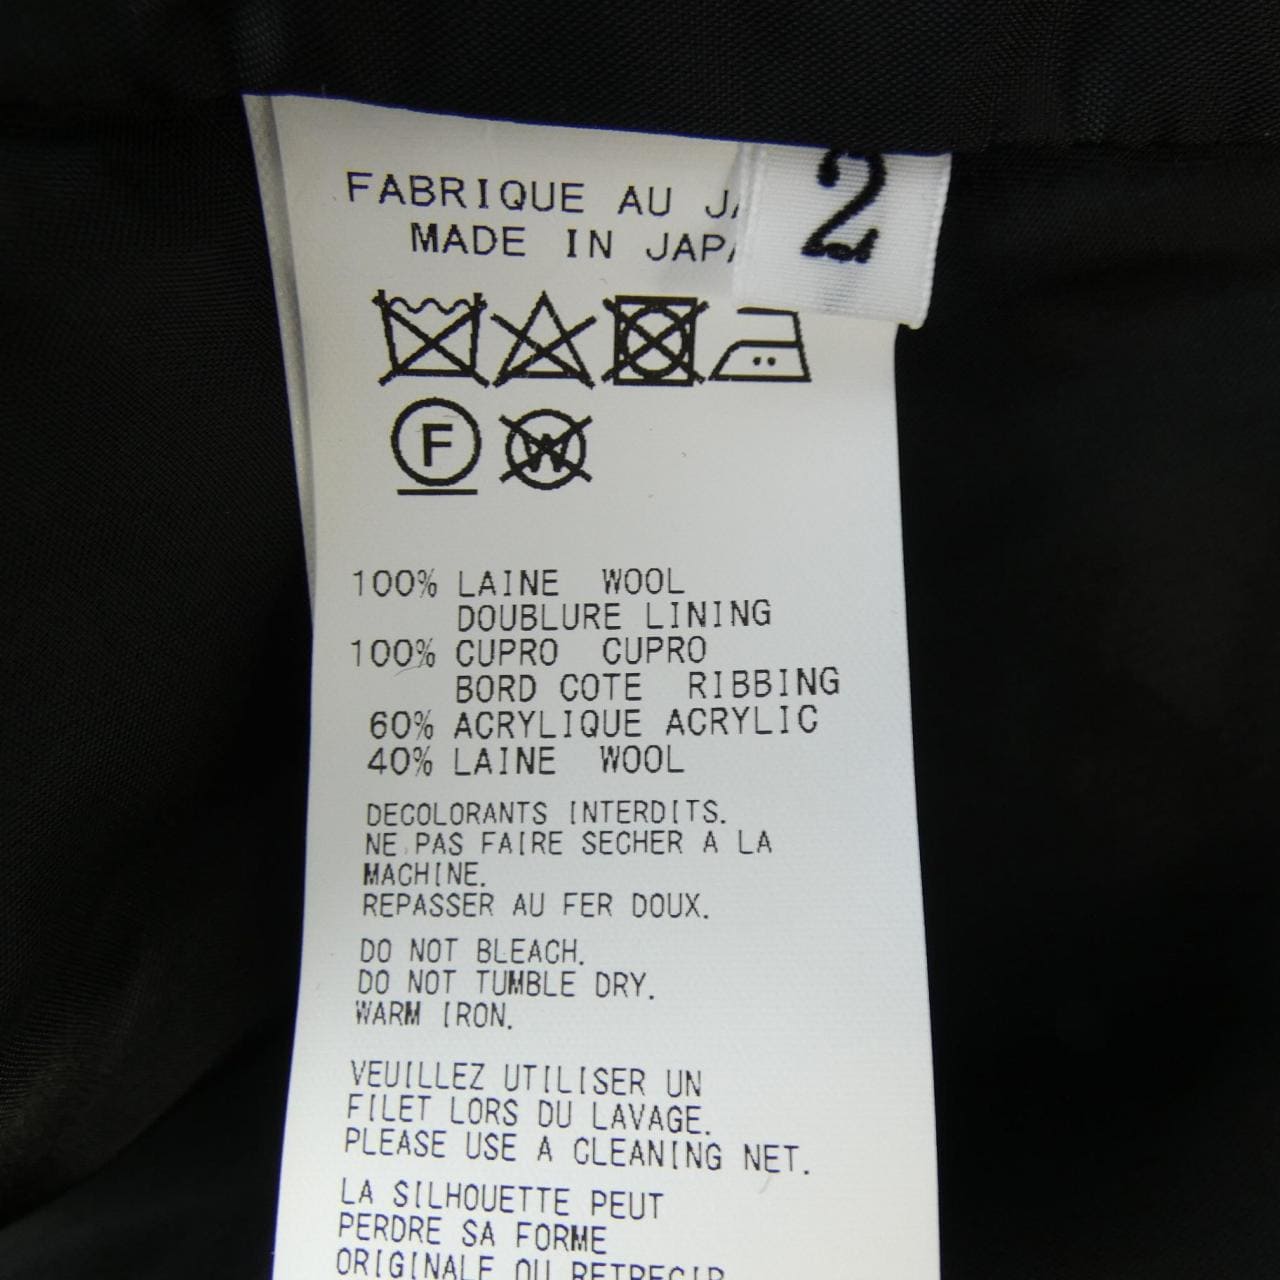 FABRIQUE AU
MADE IN
2
F
W
100% LAINE WOOL
DOUBLURE LINING
100% CUPRO CUPRO
BORD COTE RIBBING
60% ACRYLIQUE ACRYLIC
40% LAINE WOOL
DECOLORANTS INTERDITS.
NE PAS FAIRE SECHER A LA
MACHINE.
REPASSER AU FER DOUX.
DO NOT BLEACH.
DO NOT TUMBLE DRY.
WARM IRON.
VEUILLEZ UTILISER UN
FILET LORS DU LAVAGE.
PLEASE USE A CLEANING NET.
LA SILHOUETTE PEUT
PERDRE SA FORME
ORIGINALE OU RETRECIR